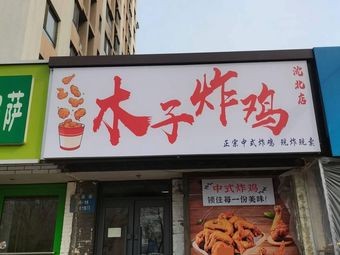 木子炸鸡
沈北店
正宗中式炸鸡 现炸现卖
萨
中式炸鸡
锁住每一份美味!